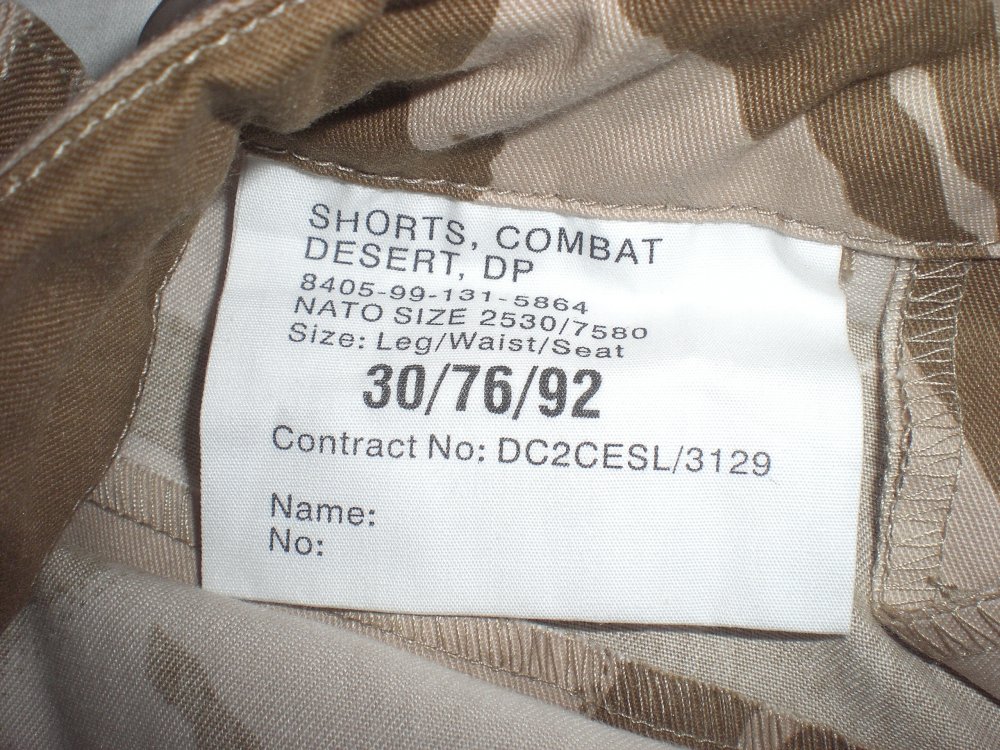 SHORTS, COMBAT
DESERT, DP
8405-99-131-5864
NATO SIZE 2530/7580
Size: Leg/Waist/Seat
30/76/92
Contract No: DC2CESL/3129
Name:
No: